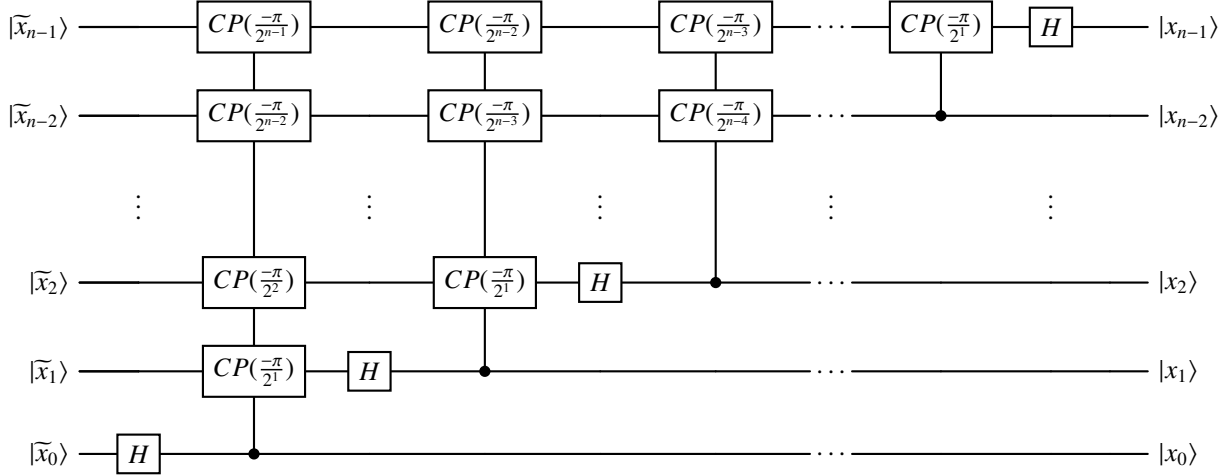 |x̃_{n−1}⟩ CP(−π/2^{n−1}) CP(−π/2^{n−2}) CP(−π/2^{n−3}) ⋯ CP(−π/2^1) H |x_{n−1}⟩
|x̃_{n−2}⟩ CP(−π/2^{n−2}) CP(−π/2^{n−3}) CP(−π/2^{n−4}) ⋯ |x_{n−2}⟩
⋮ ⋮ ⋮ ⋮ ⋮
|x̃_2⟩ CP(−π/2^2) CP(−π/2^1) H ⋯ |x_2⟩
|x̃_1⟩ CP(−π/2^1) H ⋯ |x_1⟩
|x̃_0⟩ H ⋯ |x_0⟩